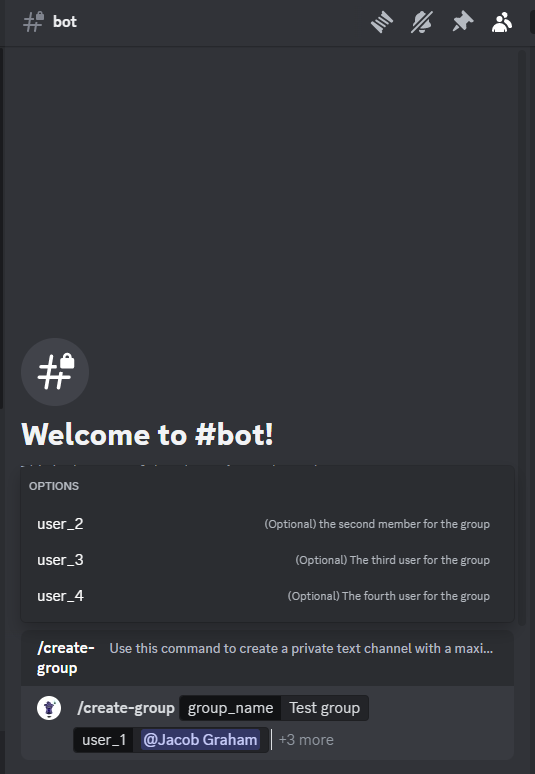 bot
Welcome to #bot!
OPTIONS
user_2 (Optional) the second member for the group
user_3 (Optional) The third user for the group
user_4 (Optional) The fourth user for the group
/create- Use this command to create a private text channel with a maxi...
group
/create-group group_name Test group
user_1 @Jacob Graham +3 more